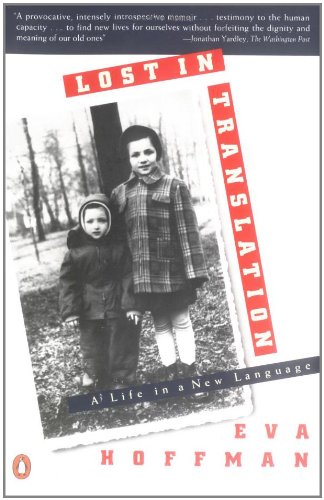 "A provocative, intensely introspective memoir . . . testimony to the human
capacity . . . to find new lives for ourselves without forfeiting the dignity and
meaning of our old ones" —Jonathan Yardley, The Washington Post
LOST IN
TRANSLATION
A Life in a New Language
EVA
HOFFMAN